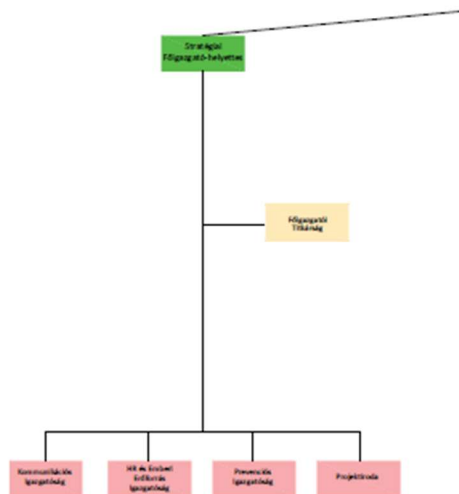 Stratégiai
Főigazgató-helyettes
Főigazgatói
Titkárság
Kommunikációs
Igazgatóság
HR és Emberi
Erőforrás
Igazgatóság
Prevenciós
Igazgatóság
Projektiroda